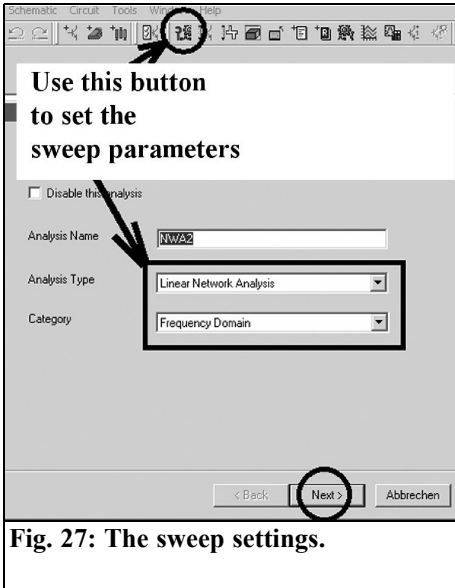 Schematic Circuit Tools Window Help
Use this button
to set the
sweep parameters
Disable this analysis
Analysis Name NWA2
Analysis Type Linear Network Analysis
Category Frequency Domain
< Back Next > Abbrechen
Fig. 27: The sweep settings.